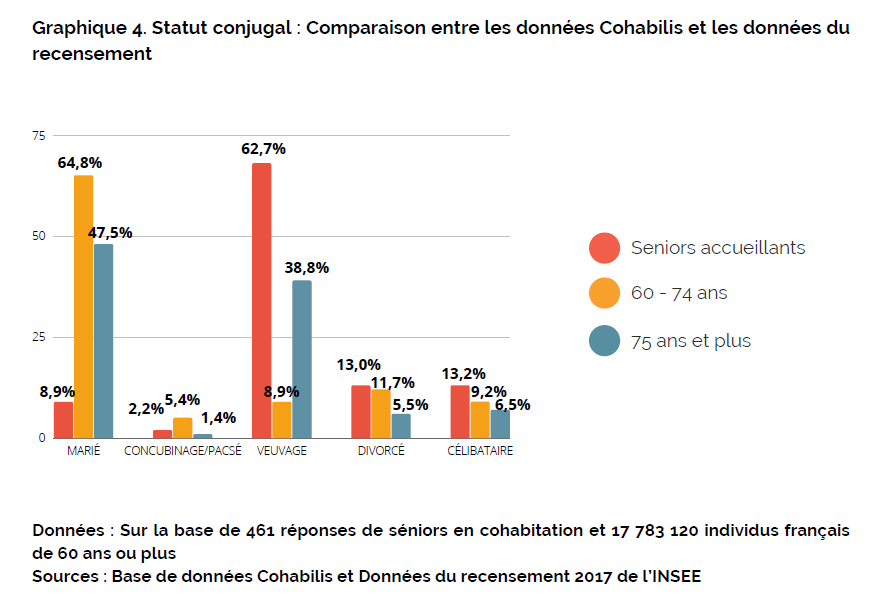 Graphique 4. Statut conjugal : Comparaison entre les données Cohabilis et les données du
recensement
75
62,7%
64,8%
50
47,5%
38,8%
25
13,0%
11,7%
5,5%
13,2%
9,2%
6,5%
8,9%
2,2%
5,4%
1,4%
8,9%
0
MARIÉ
CONCUBINAGE/PACSÉ
VEUVAGE
DIVORCÉ
CÉLIBATAIRE
Seniors accueillants
60 - 74 ans
75 ans et plus
Données : Sur la base de 461 réponses de séniors en cohabitation et 17 783 120 individus français
de 60 ans ou plus
Sources : Base de données Cohabilis et Données du recensement 2017 de l'INSEE